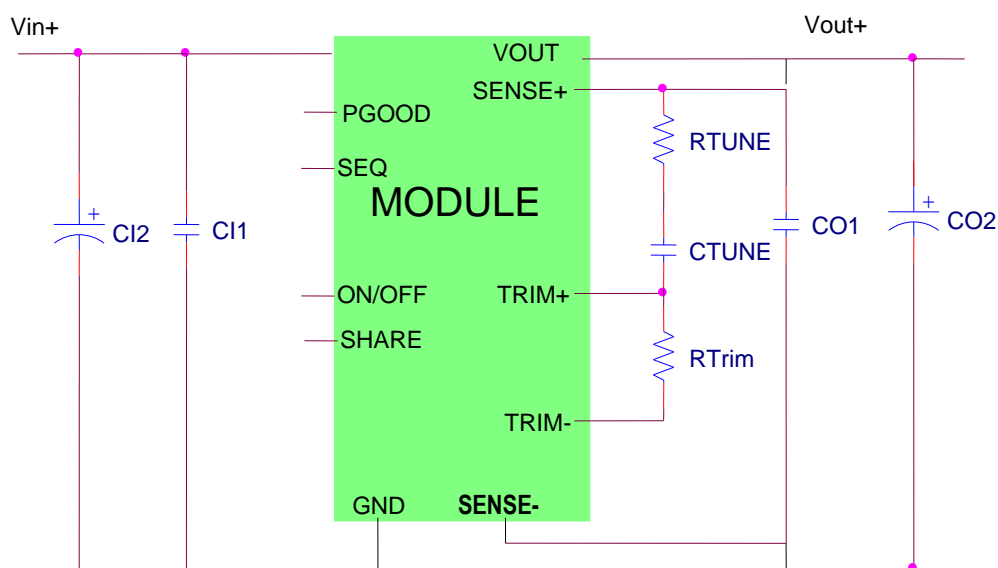 Vin+
Vout+
VOUT
SENSE+
PGOOD
RTUNE
SEQ
MODULE
CI2
CI1
CO1
CO2
CTUNE
ON/OFF
TRIM+
SHARE
RTrim
TRIM-
GND
SENSE-
+
+